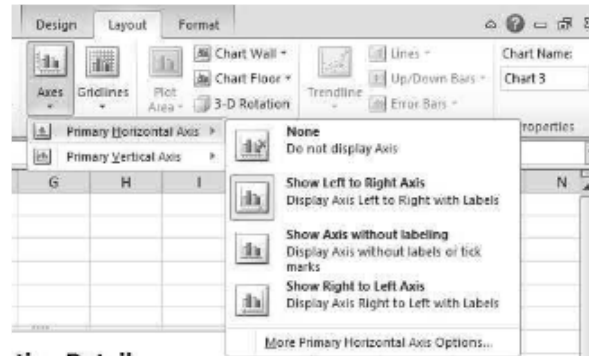 Design Layout Format
Axes
Gridlines
Plot
Area
Chart Wall
Chart Floor
3-D Rotation
Trendline
Lines
Up/Down Bars
Error Bars
Chart Name:
Chart 3
Properties
Primary Horizontal Axis
Primary Vertical Axis
None
Do not display Axis
Show Left to Right Axis
Display Axis Left to Right with Labels
Show Axis without labeling
Display Axis without labels or tick
marks
Show Right to Left Axis
Display Axis Right to Left with Labels
More Primary Horizontal Axis Options...
G H I N